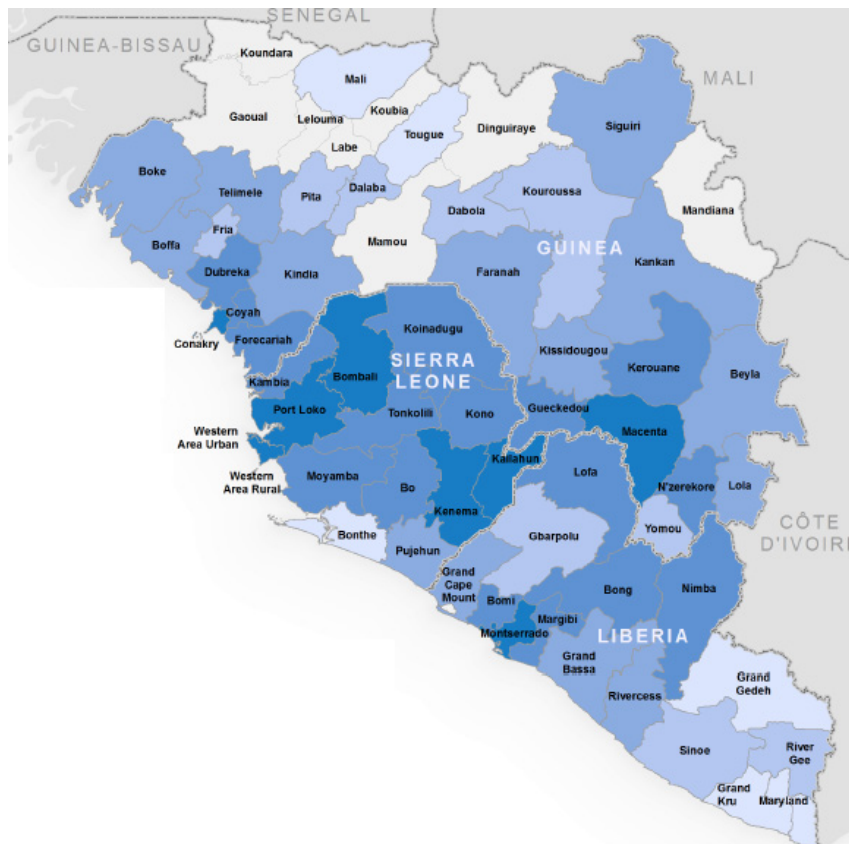 SENEGAL
GUINEA-BISSAU
Koundara
Mali
MALI
Koubia
Gaoual
Lelouma
Tougue
Dinguiraye
Siguiri
Labe
Boke
Telimele
Pita
Dalaba
Kouroussa
Dabola
Mandiana
Fria
Boffa
Mamou
GUINEA
Dubreka
Kindia
Faranah
Kankan
Coyah
Conakry
Forecariah
Koinadugu
Kissidougou
Kerouane
Beyla
SIERRA
LEONE
Bombali
Kambia
Port Loko
Tonkolili
Kono
Gueckedou
Macenta
Western
Area Urban
Kailahun
Lofa
Western
Area Rural
Moyamba
Bo
Kenema
N'zerekore
Lola
Yomou
CÔTE
D'IVOIRE
Bonthe
Pujehun
Gbarpolu
Grand
Cape
Mount
Bomi
Bong
Nimba
Margibi
Montserrado
LIBERIA
Grand
Bassa
Grand
Gedeh
Rivercess
Sinoe
River
Gee
Grand
Kru
Maryland